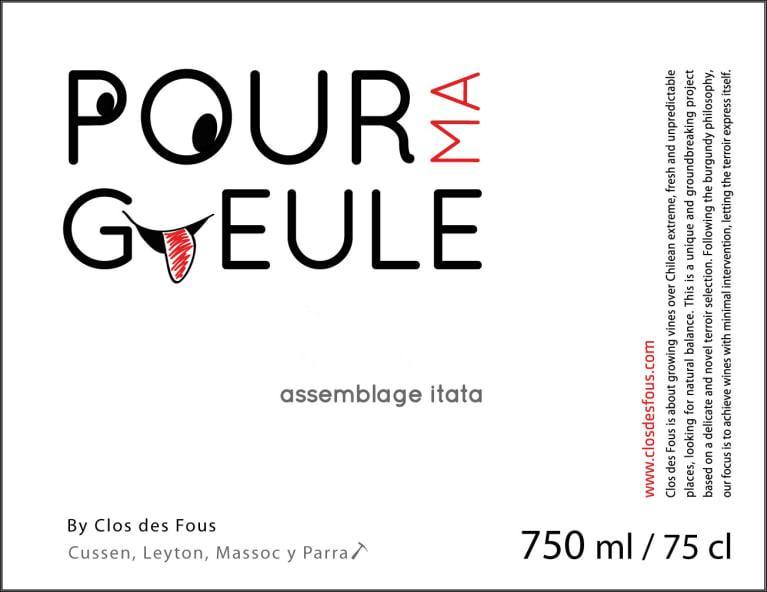 POUR MA
GUEULE
assemblage itata
By Clos des Fous
Cussen, Leyton, Massoc y Parra
750 ml / 75 cl
www.closdesfous.com
Clos des Fous is about growing vines over Chilean extreme, fresh and unpredictable
places, looking for natural balance. This is a unique and groundbreaking project
based on a delicate and novel terroir selection. Following the burgundy philosophy,
our focus is to achieve wines with minimal intervention, letting the terroir express itself.